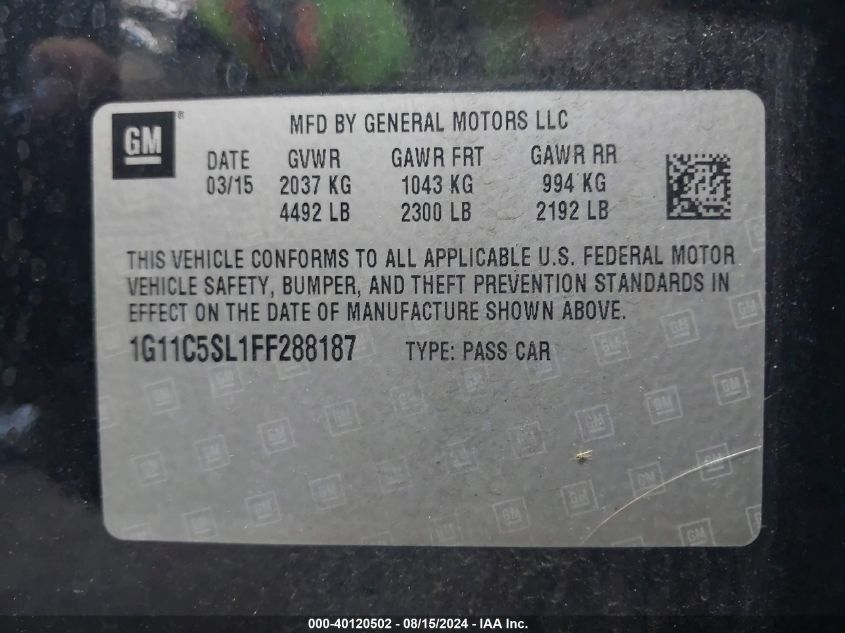 GM ®
MFD BY GENERAL MOTORS LLC
DATE GVWR GAWR FRT GAWR RR
03/15 2037 KG 1043 KG 994 KG
4492 LB 2300 LB 2192 LB
THIS VEHICLE CONFORMS TO ALL APPLICABLE U.S. FEDERAL MOTOR
VEHICLE SAFETY, BUMPER, AND THEFT PREVENTION STANDARDS IN
EFFECT ON THE DATE OF MANUFACTURE SHOWN ABOVE.
1G11C5SL1FF288187 TYPE: PASS CAR
000-40120502 - 08/15/2024 - IAA Inc.